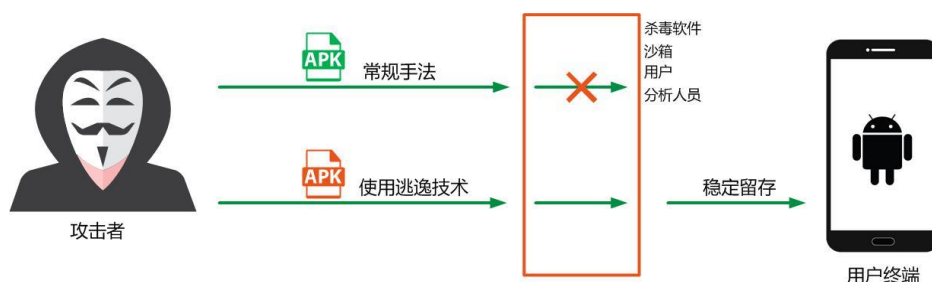 APK
常规手法
杀毒软件
沙箱
用户
分析人员
APK
使用逃逸技术
稳定留存
攻击者
用户终端